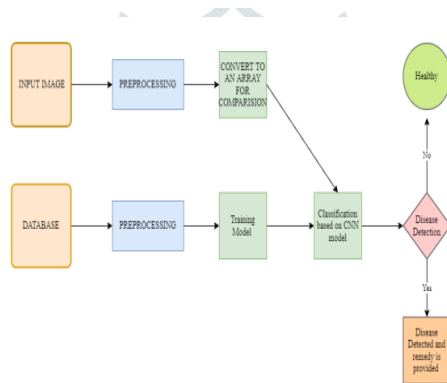 INPUT IMAGE
PREPROCESSING
CONVERT TO
AN ARRAY
FOR
COMPARISION
Healthy
No
DATABASE
PREPROCESSING
Training
Model
Classification
based on CNN
model
Disease
Detection
Yes
Disease
Detected and
remedy is
provided